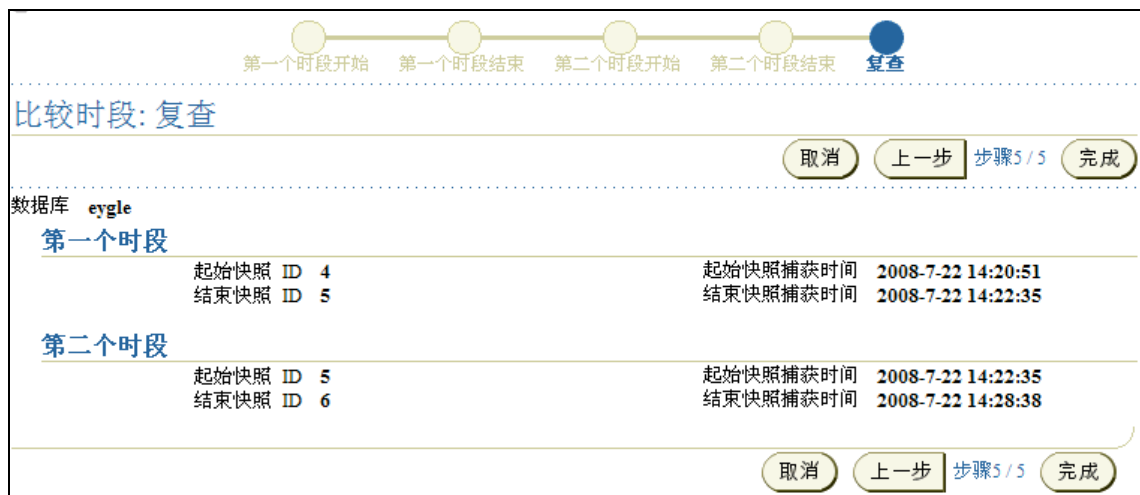 第一个时段开始 第一个时段结束 第二个时段开始 第二个时段结束 复查
比较时段: 复查
取消 上一步 步骤5 / 5 完成
数据库 eygle
第一个时段
起始快照 ID 4 起始快照捕获时间 2008-7-22 14:20:51
结束快照 ID 5 结束快照捕获时间 2008-7-22 14:22:35
第二个时段
起始快照 ID 5 起始快照捕获时间 2008-7-22 14:22:35
结束快照 ID 6 结束快照捕获时间 2008-7-22 14:28:38
取消 上一步 步骤5 / 5 完成